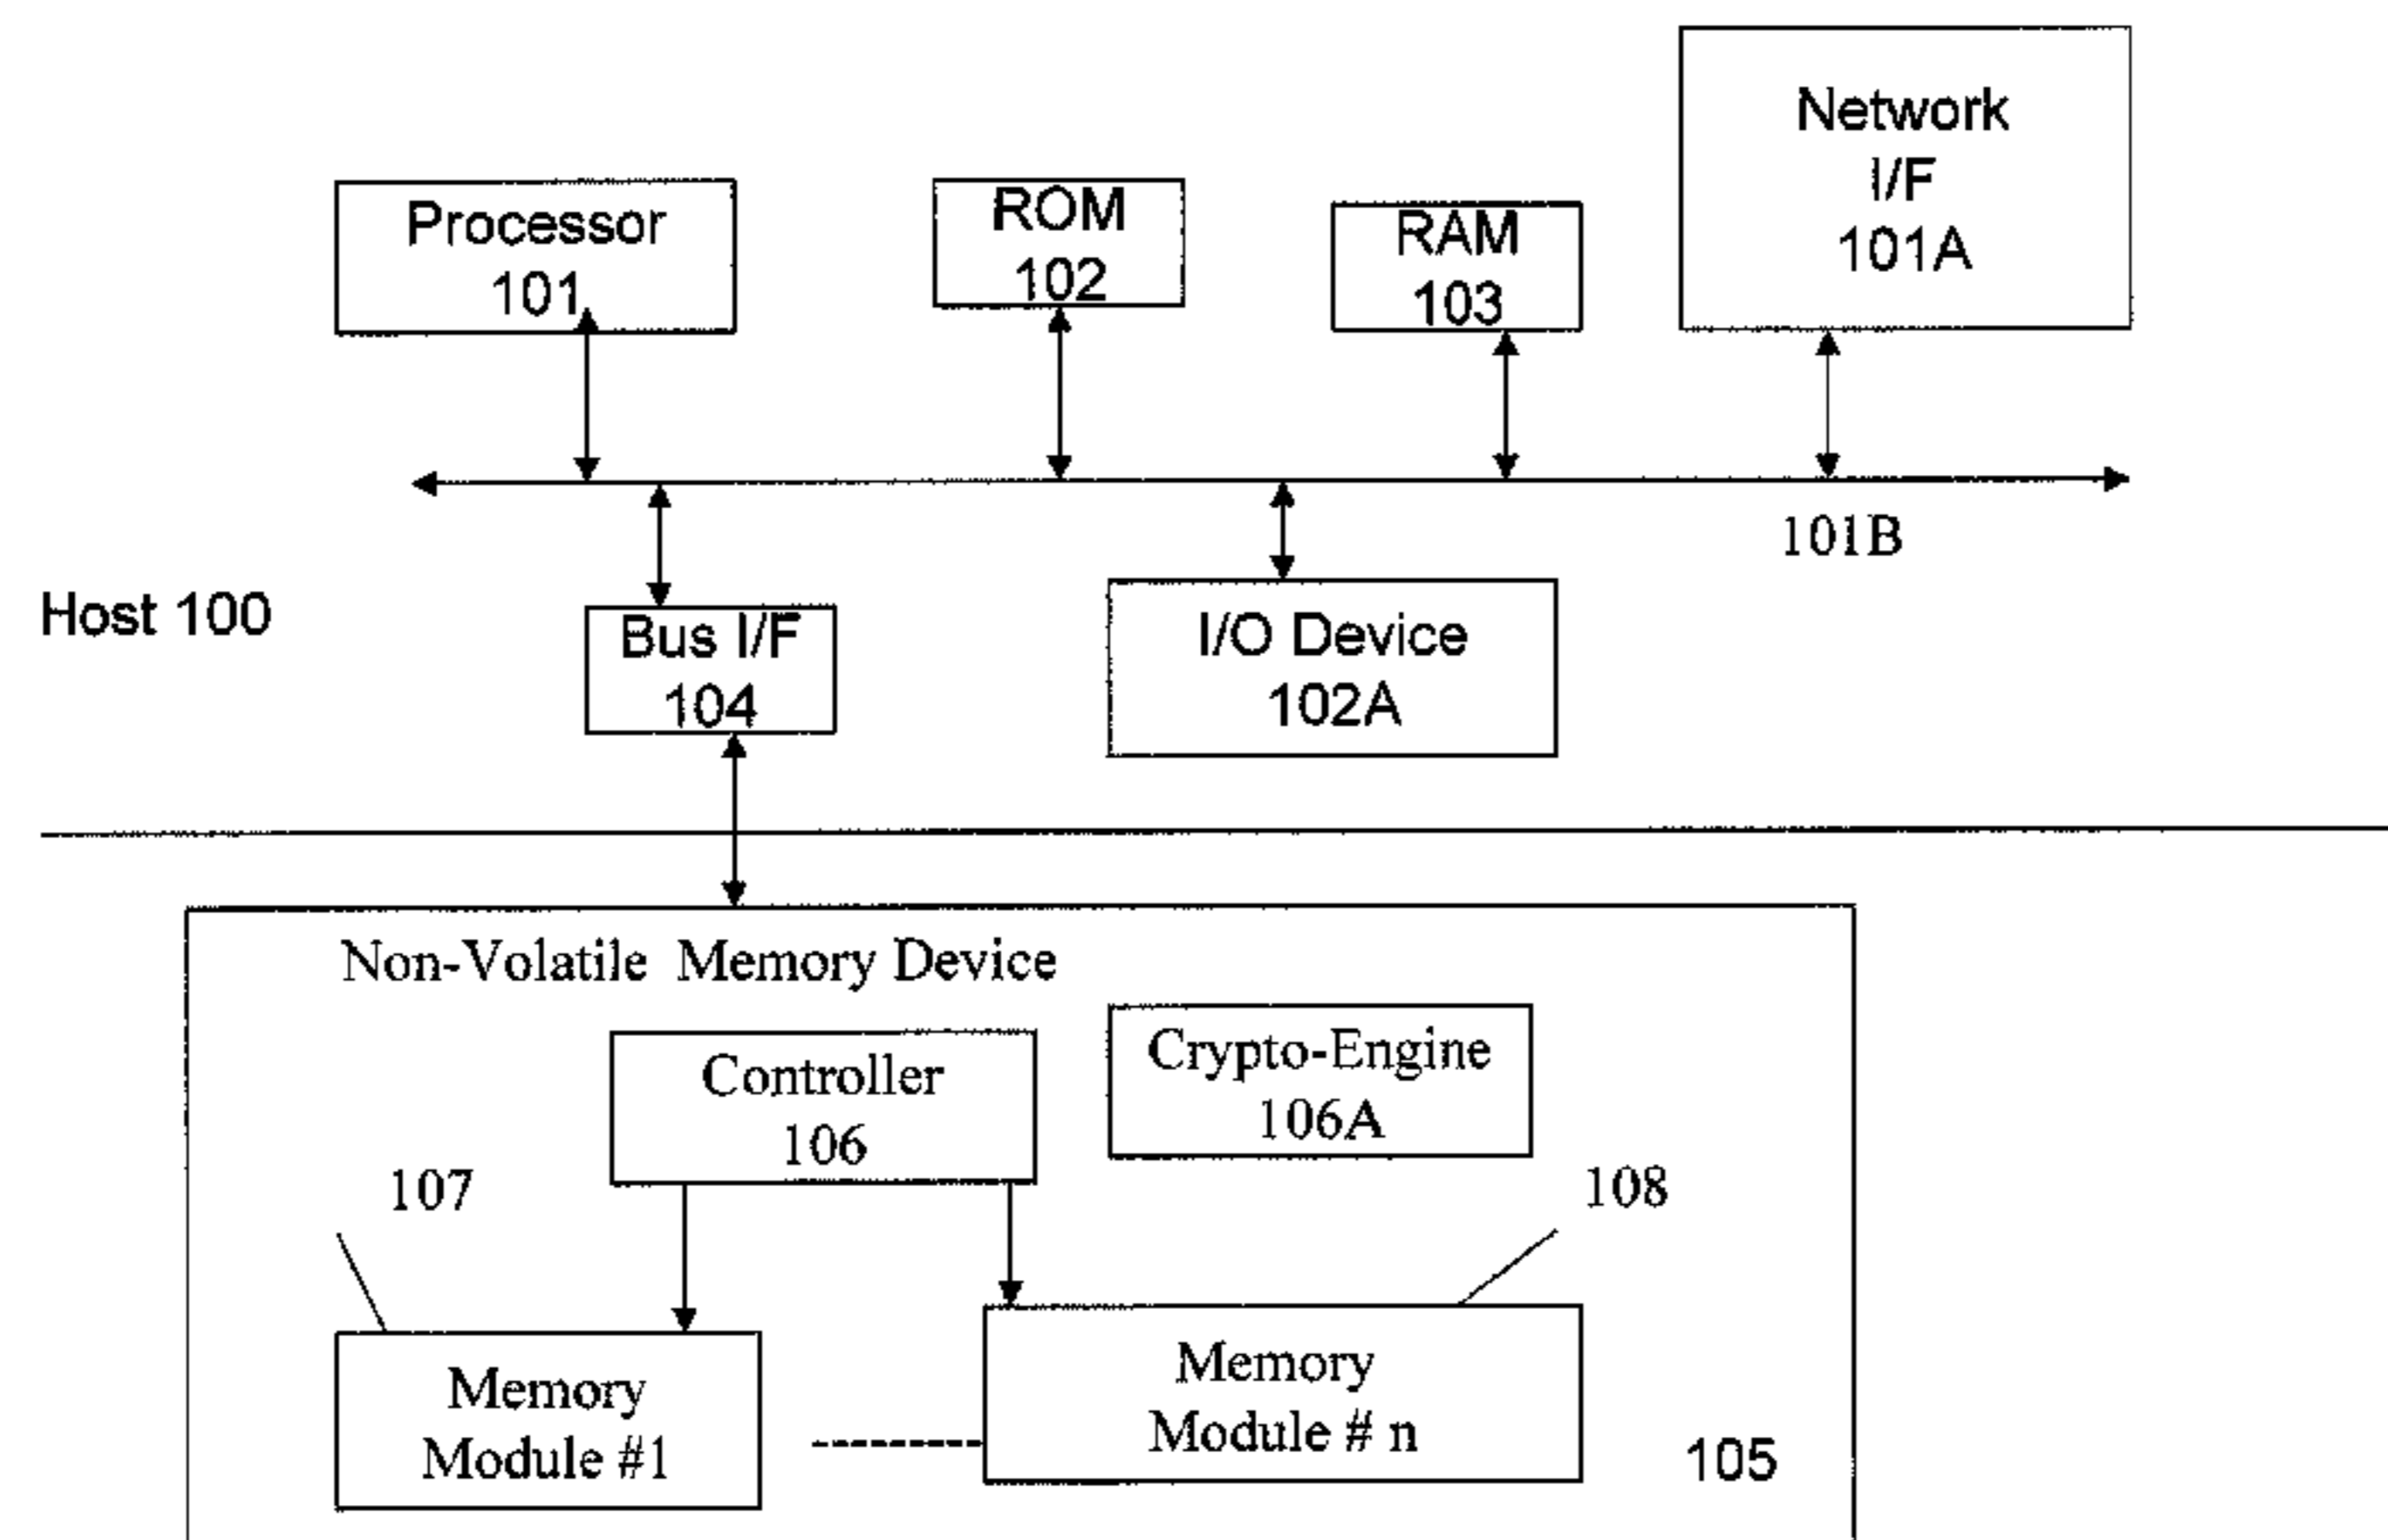 Network
I/F
101A
Processor
101
ROM
102
RAM
103
101B
Host 100
Bus I/F
104
I/O Device
102A
Non-Volatile Memory Device
Controller
106
Crypto-Engine
106A
107
108
Memory
Module #1
Memory
Module # n
105